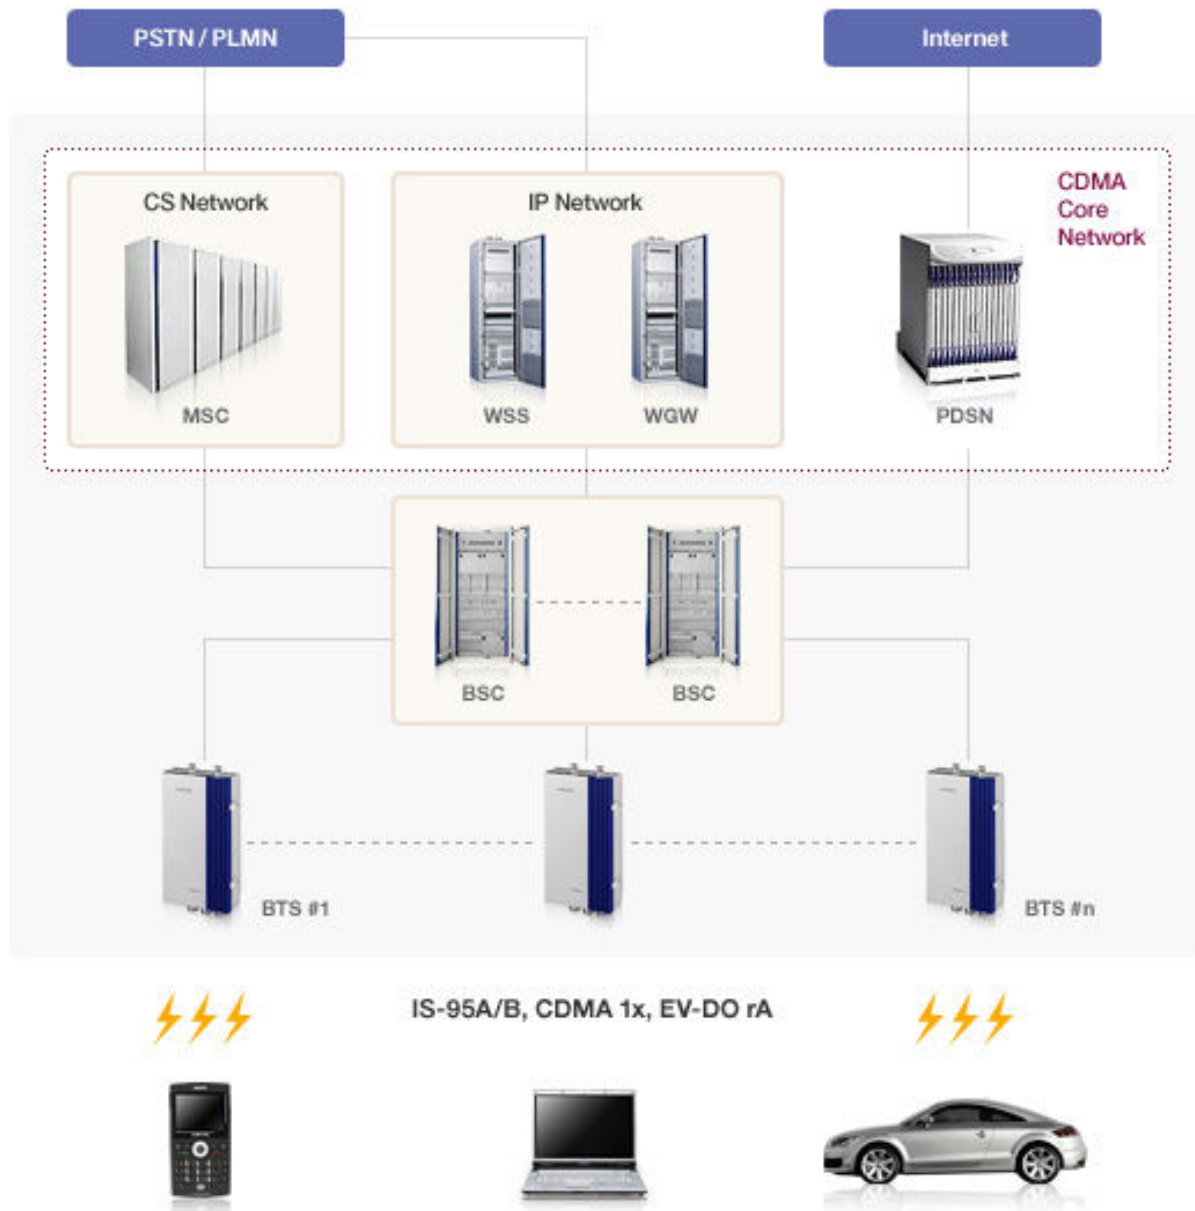 PSTN / PLMN
Internet
CDMA
Core
Network
CS Network
IP Network
MSC
WSS
WGW
PDSN
BSC
BSC
BTS #1
BTS #n
IS-95A/B, CDMA 1x, EV-DO rA